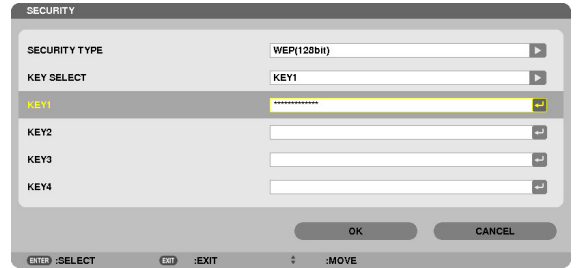 SECURITY
SECURITY TYPE WEP(128bit)
KEY SELECT KEY1
KEY1 *************
KEY2
KEY3
KEY4
OK CANCEL
ENTER :SELECT EXIT :EXIT :MOVE